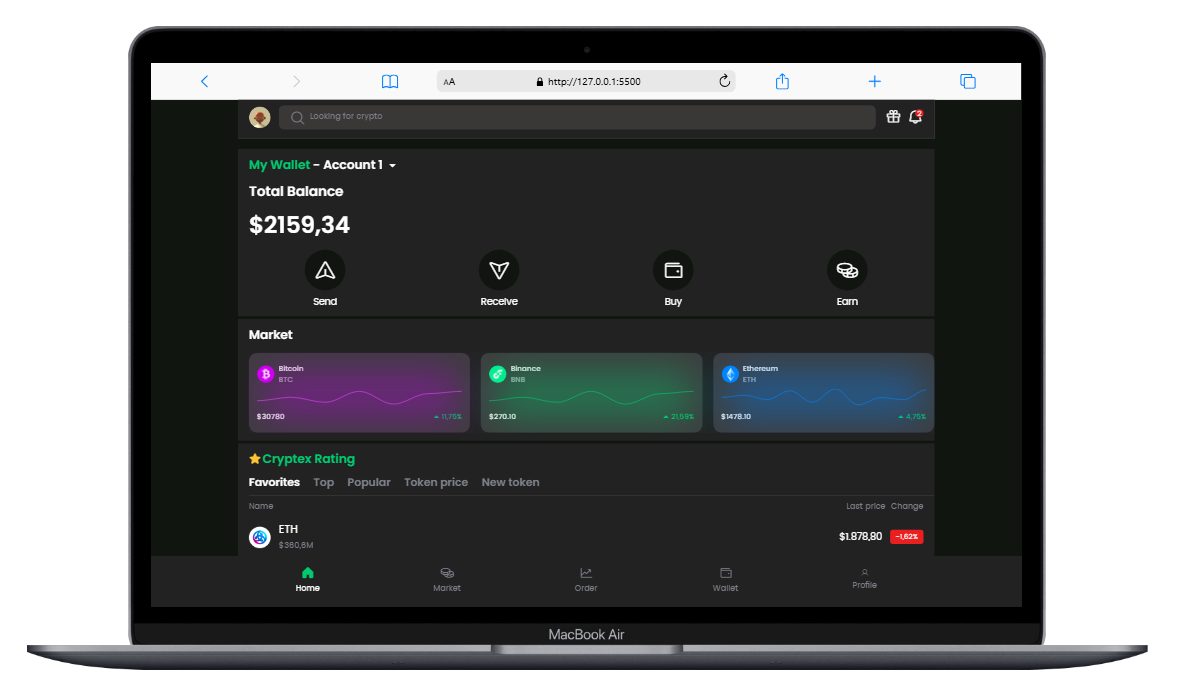 AA http://127.0.0.1:5500
Looking for crypto
2
My Wallet - Account 1
Total Balance
$2159,34
Send Receive Buy Earn
Market
Bitcoin
BTC
$30780 11,75%
Binance
BNB
$270.10 21,59%
Ethereum
ETH
$1478.10 4,75%
Cryptex Rating
Favorites Top Popular Token price New token
Name Last price Change
ETH
$360,6M
$1.878,80 -1,62%
Home Market Order Wallet Profile
MacBook Air